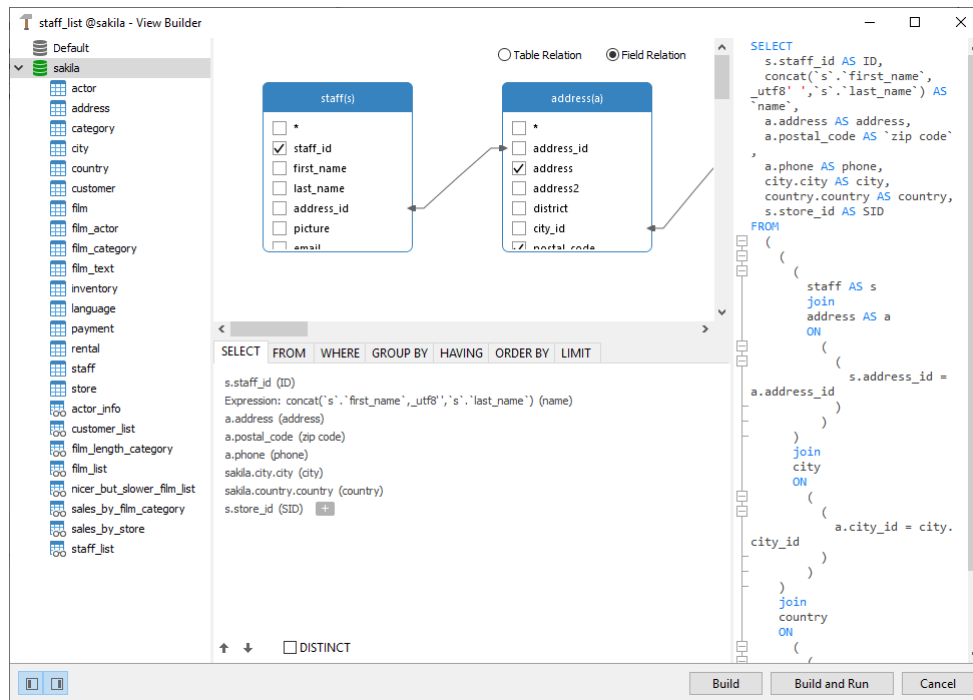 staff_list @sakila - View Builder
Default
sakila
actor
address
category
city
country
customer
film
film_actor
film_category
film_text
inventory
language
payment
rental
staff
store
actor_info
customer_list
film_length_category
film_list
nicer_but_slower_film_list
sales_by_film_category
sales_by_store
staff_list
Table Relation
Field Relation
staff(s)
*
staff_id
first_name
last_name
address_id
picture
email
address(a)
*
address_id
address
address2
district
city_id
postal_code
SELECT FROM WHERE GROUP BY HAVING ORDER BY LIMIT
s.staff_id (ID)
Expression: concat(`s`.`first_name`,_utf8'',`s`.`last_name`) (name)
a.address (address)
a.postal_code (zip code)
a.phone (phone)
sakila.city.city (city)
sakila.country.country (country)
s.store_id (SID) +
DISTINCT
SELECT
s.staff_id AS ID,
concat(`s`.`first_name`,
_utf8' ',`s`.`last_name`) AS
`name`,
a.address AS address,
a.postal_code AS `zip code`
,
a.phone AS phone,
city.city AS city,
country.country AS country,
s.store_id AS SID
FROM
(
(
(
staff AS s
join
address AS a
ON
(
(
s.address_id =
a.address_id
)
)
)
join
city
ON
(
(
a.city_id = city.
city_id
)
)
)
join
country
ON
(
(
Build
Build and Run
Cancel